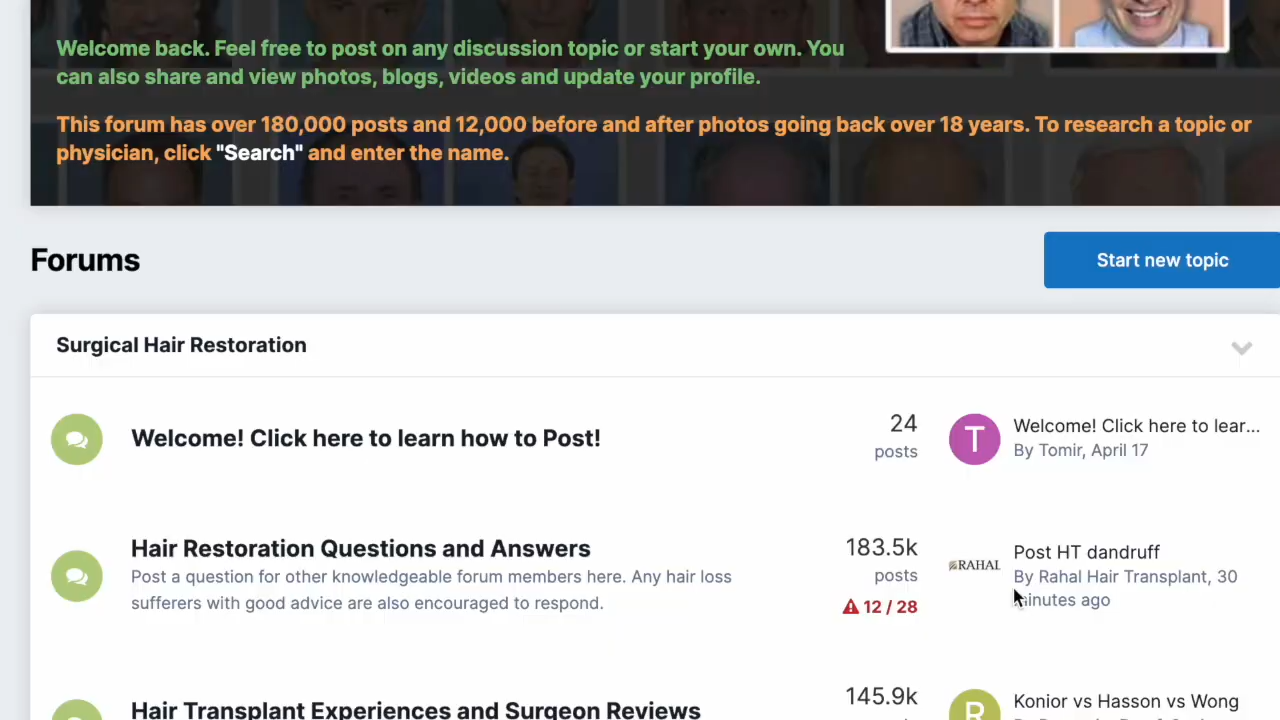 Welcome back. Feel free to post on any discussion topic or start your own. You
can also share and view photos, blogs, videos and update your profile.
This forum has over 180,000 posts and 12,000 before and after photos going back over 18 years. To research a topic or
physician, click "Search" and enter the name.
Forums
Start new topic
Surgical Hair Restoration
Welcome! Click here to learn how to Post!
24
posts
T
Welcome! Click here to lear...
By Tomir, April 17
Hair Restoration Questions and Answers
Post a question for other knowledgeable forum members here. Any hair loss
sufferers with good advice are also encouraged to respond.
183.5k
posts
12 / 28
RAHAL
Post HT dandruff
By Rahal Hair Transplant, 30
minutes ago
Hair Transplant Experiences and Surgeon Reviews
145.9k
R
Konior vs Hasson vs Wong